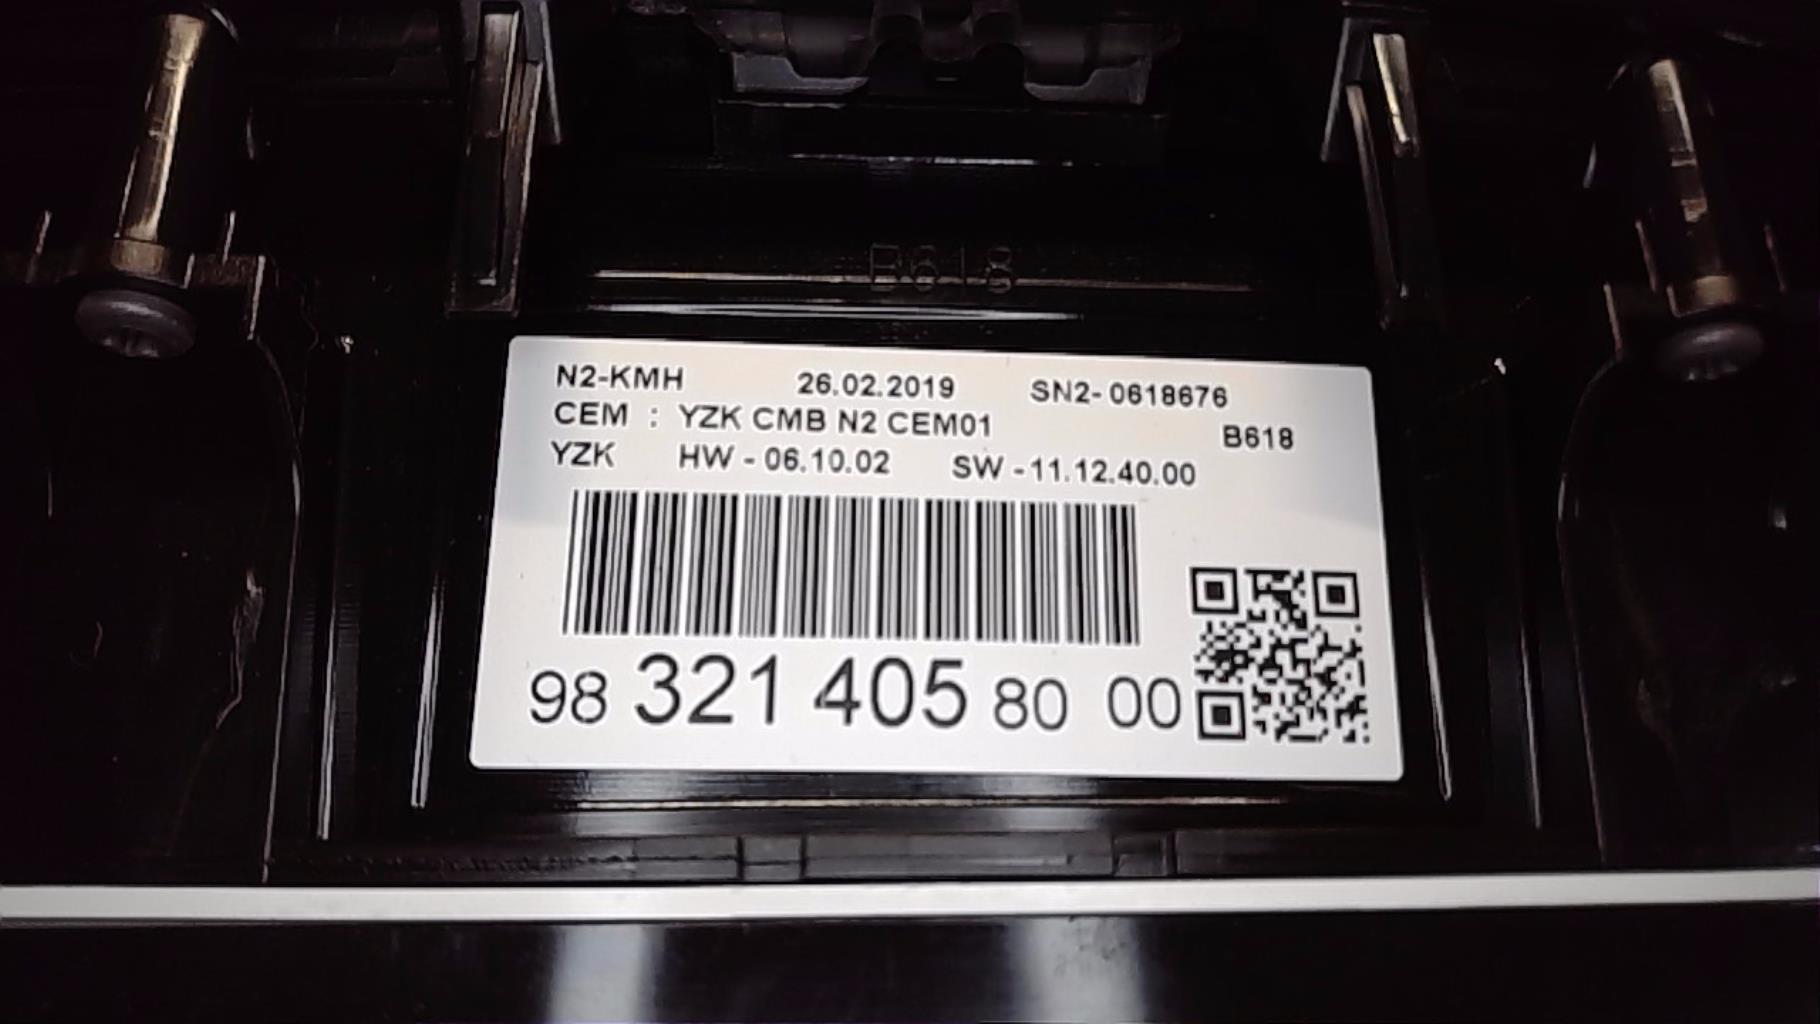 B618
N2-KMH 26.02.2019 SN2- 0618676
CEM : YZK CMB N2 CEM01 B618
YZK HW - 06.10.02 SW -11.12.40.00
98 321 405 80 00